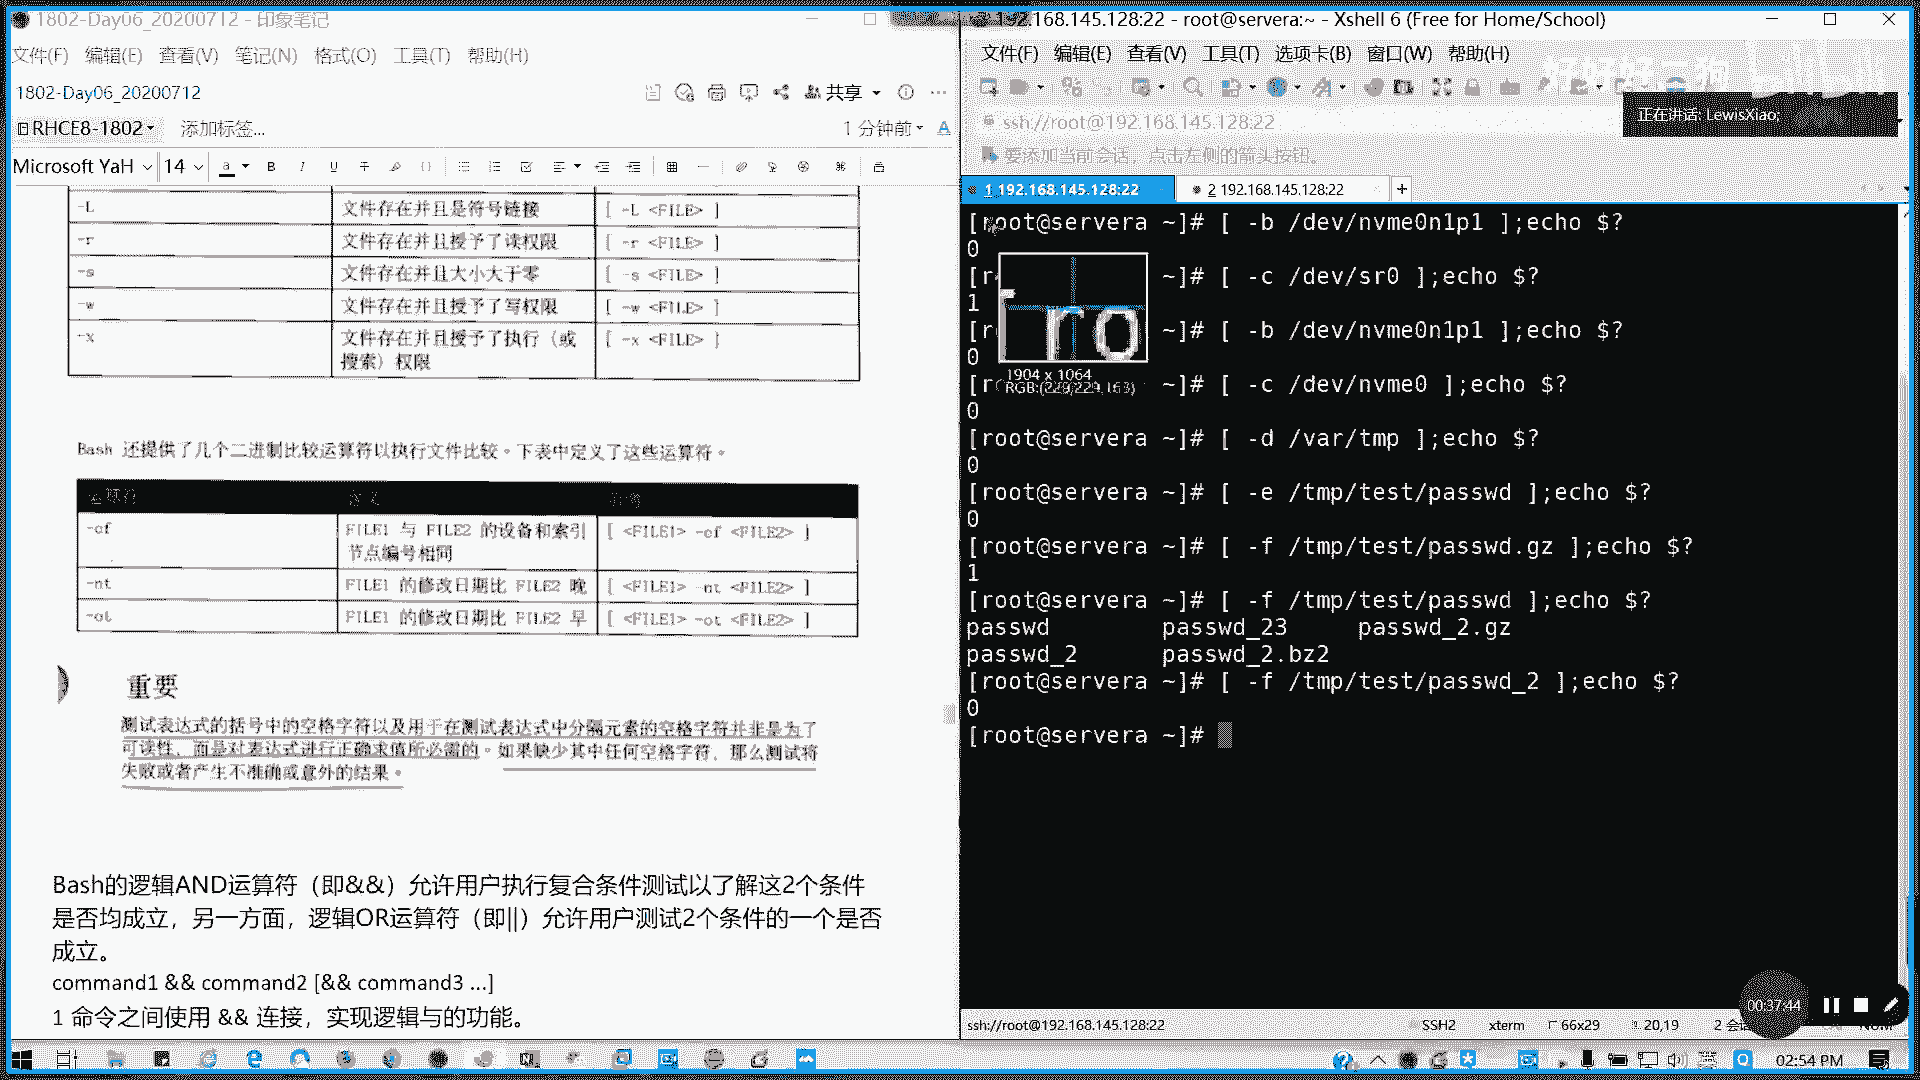 1802-Day06_20200712 - 印象笔记
文件(F) 编辑(E) 查看(V) 笔记(N) 格式(O) 工具(T) 帮助(H)
1802-Day06_20200712
共享
RHCE8-1802
添加标签...
1 分钟前
Microsoft YaH
14
-L 文件存在并且是符号链接 [ -L <FILE> ]
-r 文件存在并且授予了读权限 [ -r <FILE> ]
-s 文件存在并且大小大于零 [ -s <FILE> ]
-w 文件存在并且授予了写权限 [ -w <FILE> ]
-x 文件存在并且授予了执行（或 [ -x <FILE> ]
搜索）权限
Bash 还提供了几个二进制比较运算符以执行文件比较。下表中定义了这些运算符。
-ef FILE1 与 FILE2 的设备和索引 [ <FILE1> -ef <FILE2> ]
节点编号相同
-nt FILE1 的修改日期比 FILE2 晚 [ <FILE1> -nt <FILE2> ]
-ot FILE1 的修改日期比 FILE2 早 [ <FILE1> -ot <FILE2> ]
重要
测试表达式的括号中的空格字符以及用于在测试表达式中分隔元素的空格字符并非是为了
可读性，而是对表达式进行正确求值所必需的。如果缺少其中任何空格字符，那么测试将
失败或者产生不准确或意外的结果。
Bash的逻辑AND运算符（即&&）允许用户执行复合条件测试以了解这2个条件
是否均成立，另一方面，逻辑OR运算符（即||）允许用户测试2个条件的一个是否
成立。
command1 && command2 [&& command3 ...]
1 命令之间使用 && 连接，实现逻辑与的功能。
192.168.145.128:22 - root@servera:~ - Xshell 6 (Free for Home/School)
文件(F) 编辑(E) 查看(V) 工具(T) 选项卡(B) 窗口(W) 帮助(H)
ssh://root@192.168.145.128:22
正在讲话: LewisXiao;
要添加当前会话，点击左侧的箭头按钮。
1 192.168.145.128:22
2 192.168.145.128:22
[root@servera ~]# [ -b /dev/nvme0n1p1 ];echo $?
0
[r ~]# [ -c /dev/sr0 ];echo $?
1
[r ~]# [ -b /dev/nvme0n1p1 ];echo $?
0
[r ~]# [ -c /dev/nvme0 ];echo $?
0
[root@servera ~]# [ -d /var/tmp ];echo $?
0
[root@servera ~]# [ -e /tmp/test/passwd ];echo $?
0
[root@servera ~]# [ -f /tmp/test/passwd.gz ];echo $?
1
[root@servera ~]# [ -f /tmp/test/passwd ];echo $?
passwd passwd_23 passwd_2.gz
passwd_2 passwd_2.bz2
[root@servera ~]# [ -f /tmp/test/passwd_2 ];echo $?
0
[root@servera ~]#
ro
1904 x 1064
RGB:(229,229,163)
00:37:44
ssh://root@192.168.145.128:22
SSH2
xterm
66x29
20,19
02:54 PM